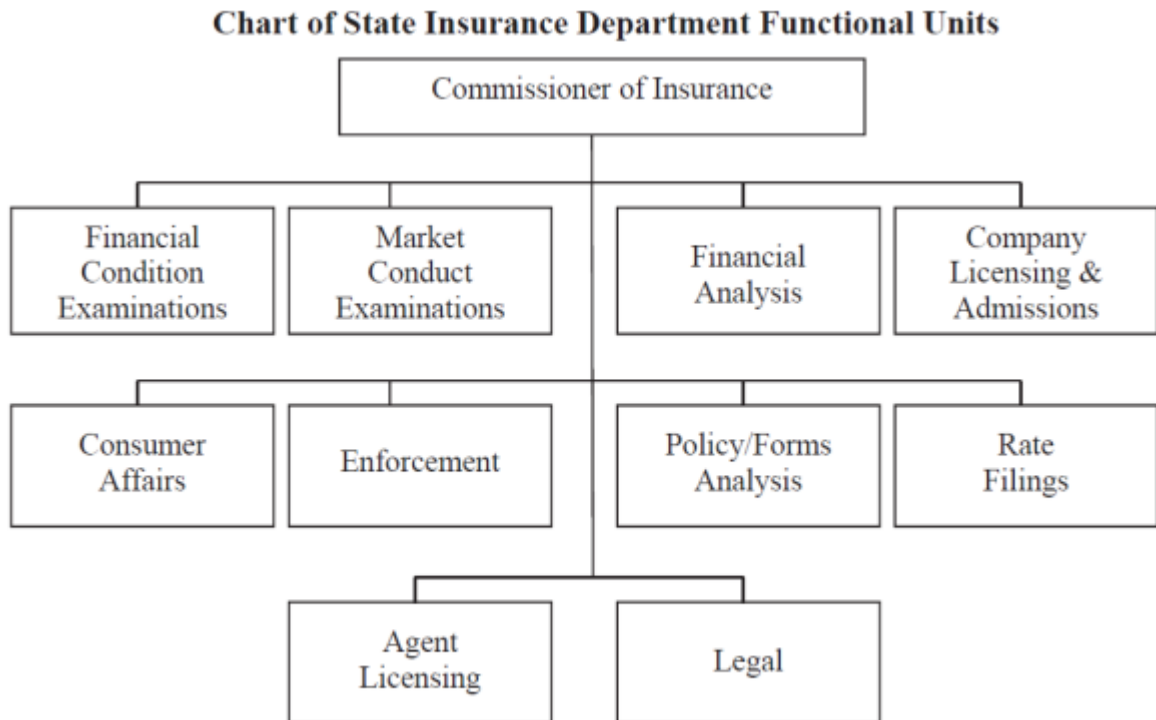 Chart of State Insurance Department Functional Units
Commissioner of Insurance
Financial
Condition
Examinations
Market
Conduct
Examinations
Financial
Analysis
Company
Licensing &
Admissions
Consumer
Affairs
Enforcement
Policy/Forms
Analysis
Rate
Filings
Agent
Licensing
Legal